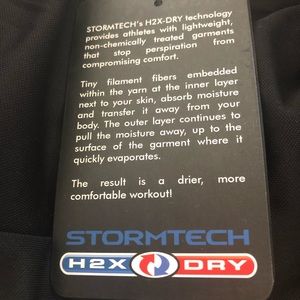 STORMTECH's H2X-DRY technology
provides athletes with lightweight,
non-chemically treated garments
that stop perspiration from
compromising comfort.
Tiny filament fibers embedded
within the yarn at the inner layer
next to your skin, absorb moisture
and transfer it away from your
body. The outer layer continues to
pull the moisture away, up to the
surface of the garment where it
quickly evaporates.
The result is a drier, more
comfortable workout!
STORMTECH
H2X DRY